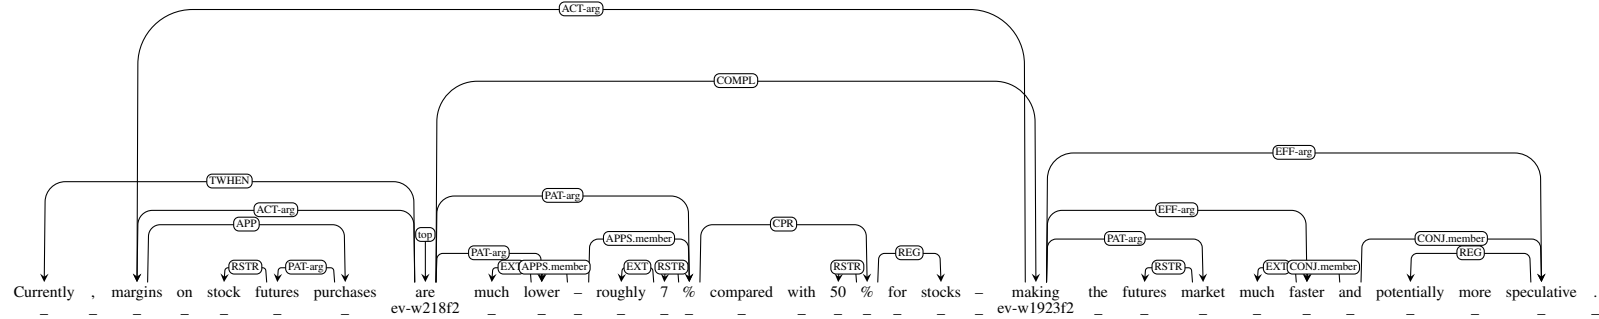 ACT-arg
COMPL
EFF-arg
TWHEN
PAT-arg
ACT-arg EFF-arg
APP CPR
top APPS.member PAT-arg CONJ.member
PAT-arg REG REG
RSTR PAT-arg EXT APPS.member EXT RSTR RSTR RSTR EXT CONJ.member
Currently , margins on stock futures purchases are much lower – roughly 7 % compared with 50 % for stocks – making the futures market much faster and potentially more speculative .
ev-w218f2 ev-w1923f2
_ _ _ _ _ _ _ _ _ _ _ _ _ _ _ _ _ _ _ _ _ _ _ _ _ _ _ _ _ _ _